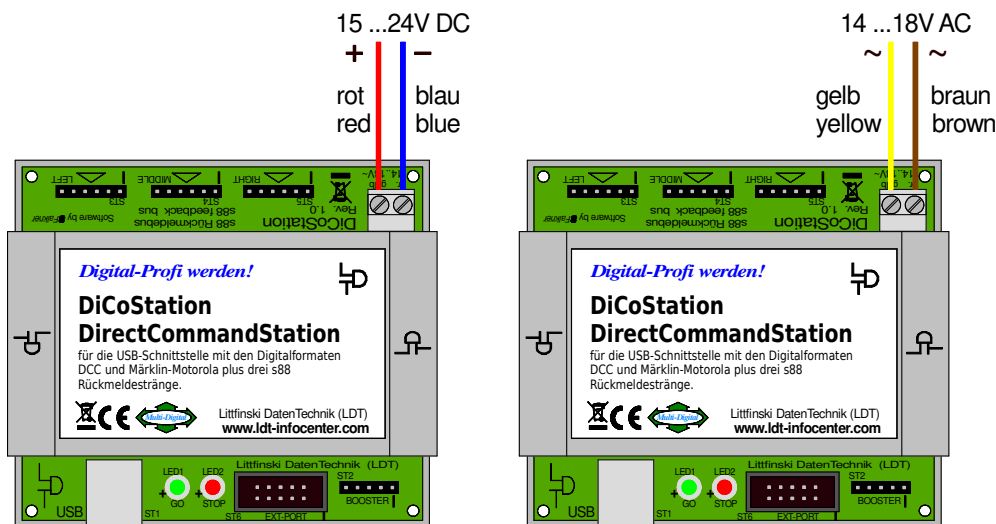 15 ...24V DC
+ −
rot blau
red blue
LEFT
MIDDLE
RIGHT
ST3
ST4
ST5
Software by
s88 Rückmeldebus
s88 feedback bus
DiCoStation
Rev. 1.0
Digital-Profi werden!
DiCoStation
DirectCommandStation
für die USB-Schnittstelle mit den Digitalformaten
DCC und Märklin-Motorola plus drei s88
Rückmeldestränge.
CE
Multi-Digital
Littfinski DatenTechnik (LDT)
www.ldt-infocenter.com
Littfinski DatenTechnik (LDT)
LED1 LED2
ST2
+ GO
+ STOP
BOOSTER
USB
ST1
ST6
EXT-PORT
14 ...18V AC
~ ~
gelb braun
yellow brown
LEFT
MIDDLE
RIGHT
ST3
ST4
ST5
Software by
s88 Rückmeldebus
s88 feedback bus
DiCoStation
Rev. 1.0
Digital-Profi werden!
DiCoStation
DirectCommandStation
für die USB-Schnittstelle mit den Digitalformaten
DCC und Märklin-Motorola plus drei s88
Rückmeldestränge.
CE
Multi-Digital
Littfinski DatenTechnik (LDT)
www.ldt-infocenter.com
Littfinski DatenTechnik (LDT)
LED1 LED2
ST2
+ GO
+ STOP
BOOSTER
USB
ST1
ST6
EXT-PORT